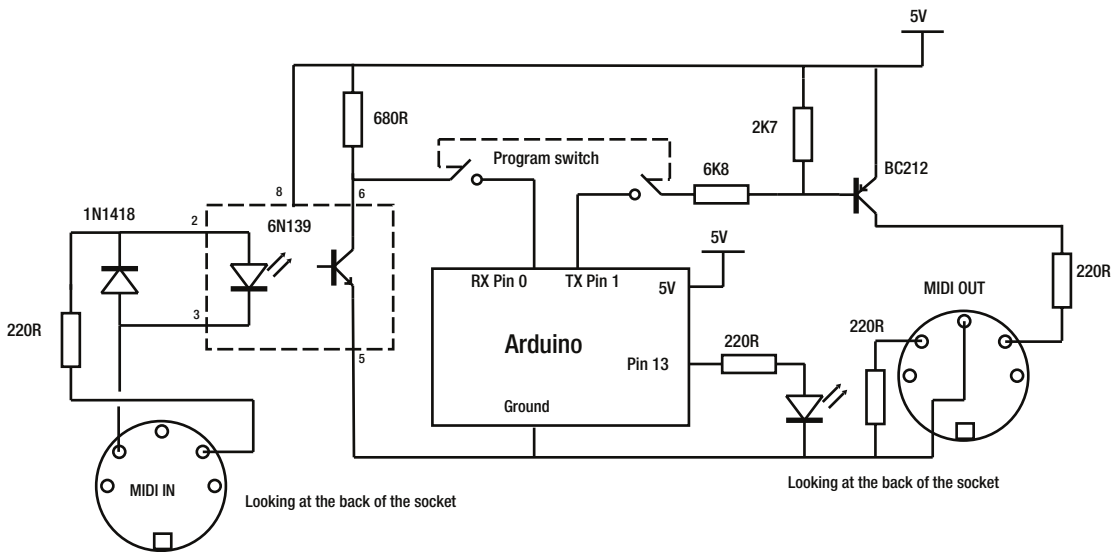 5V
680R
2K7
Program switch
6K8
BC212
8
6
1N1418
2
6N139
5V
RX Pin 0
TX Pin 1
5V
220R
MIDI OUT
3
220R
220R
220R
Arduino
5
Pin 13
Ground
MIDI IN
Looking at the back of the socket
Looking at the back of the socket